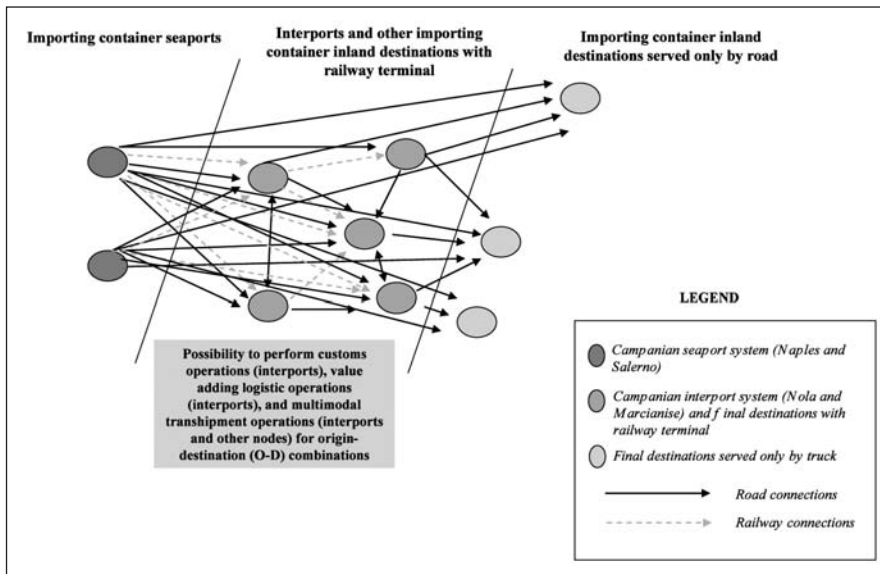 Importing container seaports
Interports and other importing
container inland destinations with
railway terminal
Importing container inland
destinations served only by road
Possibility to perform customs
operations (interports), value
adding logistic operations
(interports), and multimodal
transhipment operations (interports
and other nodes) for origin-
destination (O-D) combinations
LEGEND
Campanian seaport system (Naples and
Salerno)
Campanian interport system (Nola and
Marcianise) and f inal destinations with
railway terminal
Final destinations served only by truck
Road connections
Railway connections